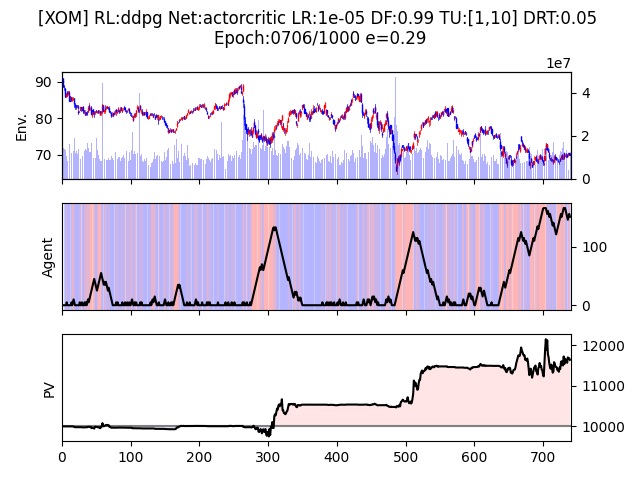 [XOM] RL:ddpg Net:actorcritic LR:1e-05 DF:0.99 TU:[1,10] DRT:0.05
Epoch:0706/1000 e=0.29
1e7
90
80
70
Env.
4
2
0
Agent
100
0
PV
12000
11000
10000
0 100 200 300 400 500 600 700